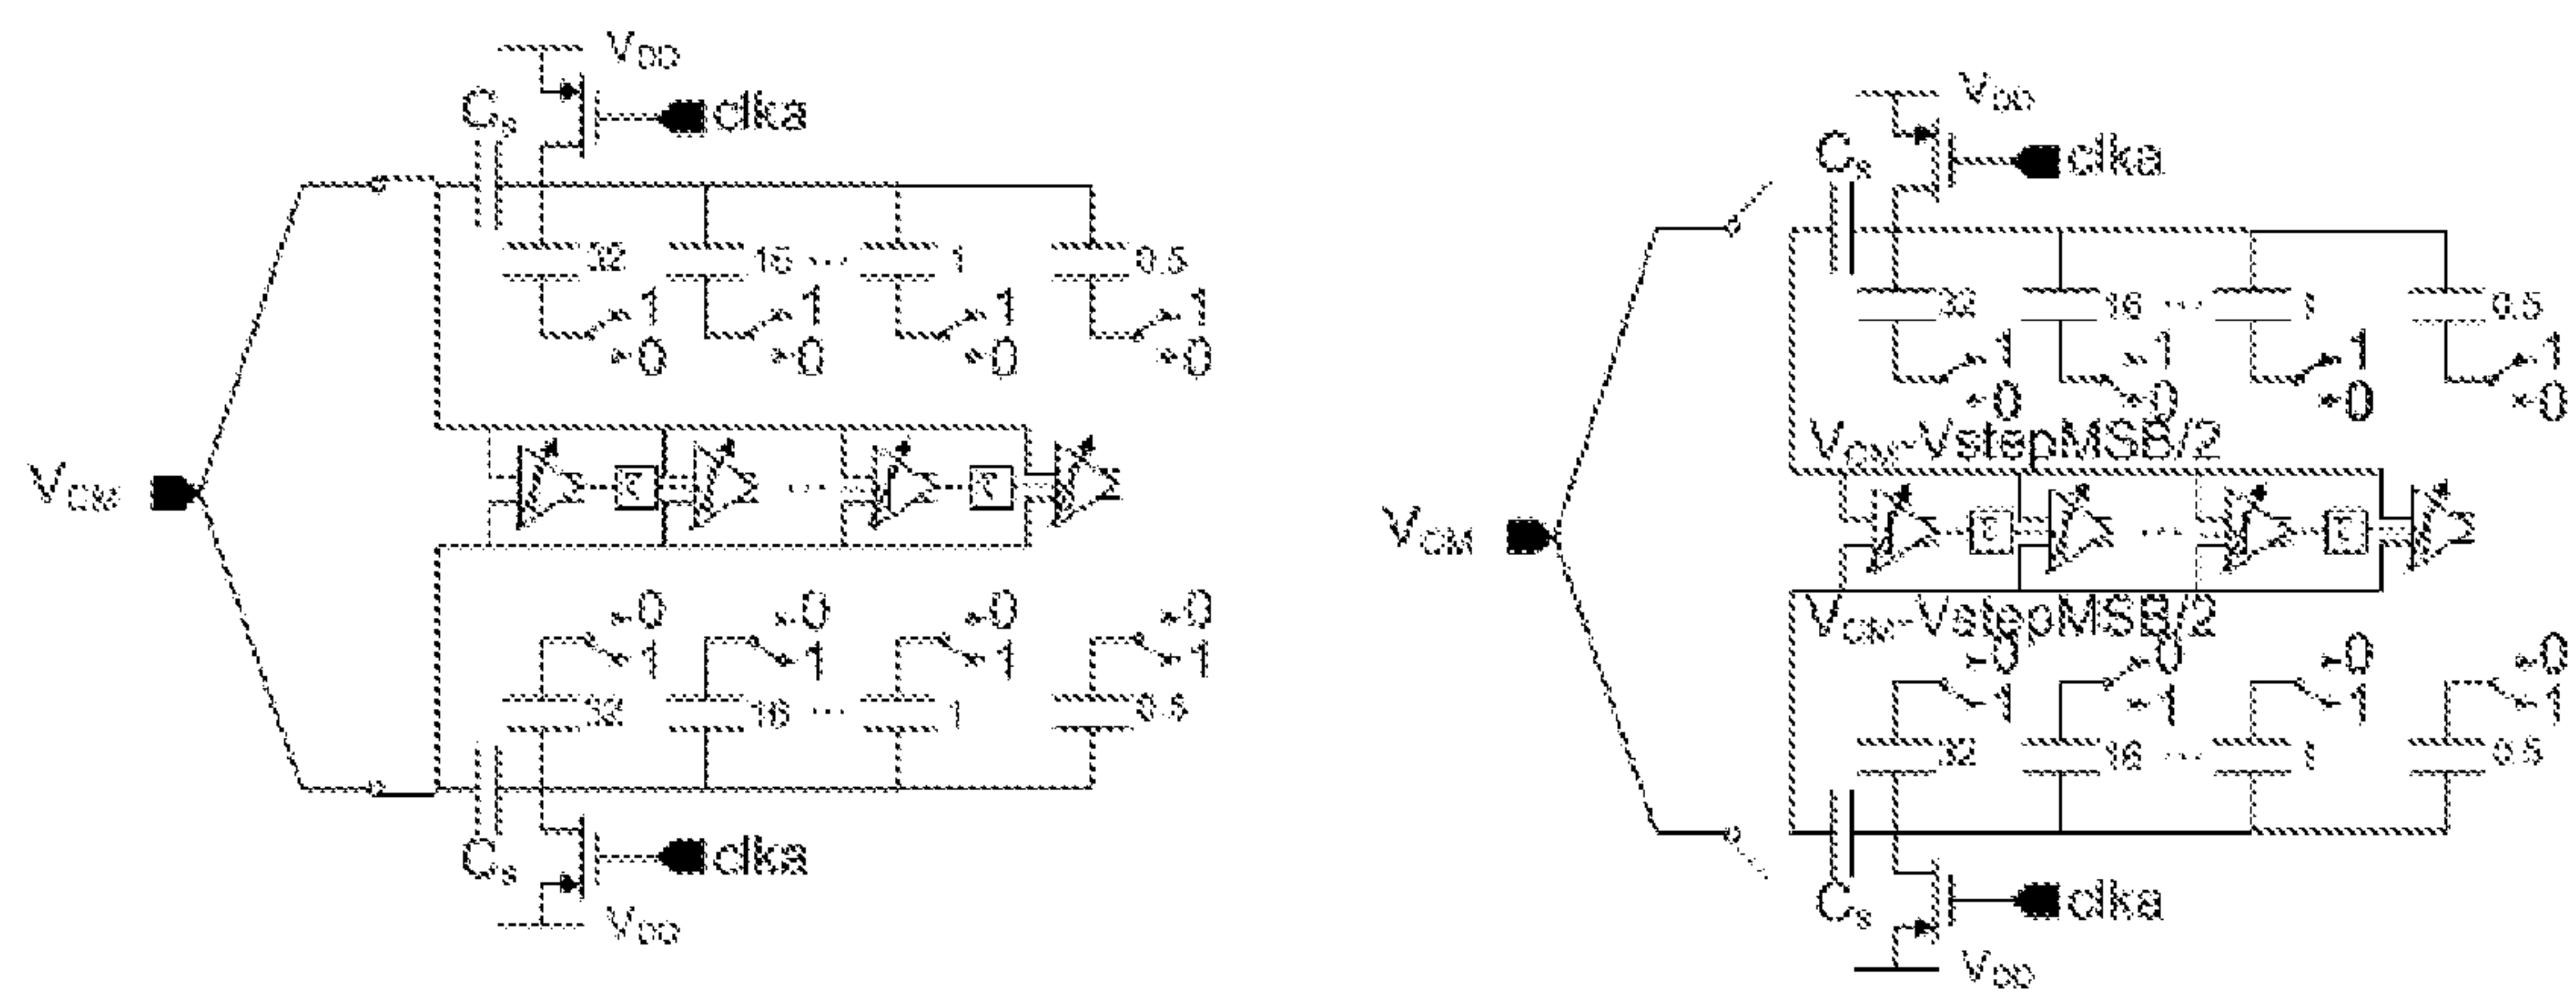 VDD
Cs clka
32 16 ... 1 0.5
1 1 1 1
0 0 0 0
VCM τ ... τ
0 0 0 0
1 1 1 1
32 16 ... 1 0.5
Cs clka
VDD
VDD
Cs clka
32 16 ... 1 0.5
1 1 1 1
0 0 0 0
VCM-VstepMSB/2
VCM τ ... τ
VCM-VstepMSB/2
0 0 0 0
1 1 1 1
32 16 ... 1 0.5
Cs clka
VDD